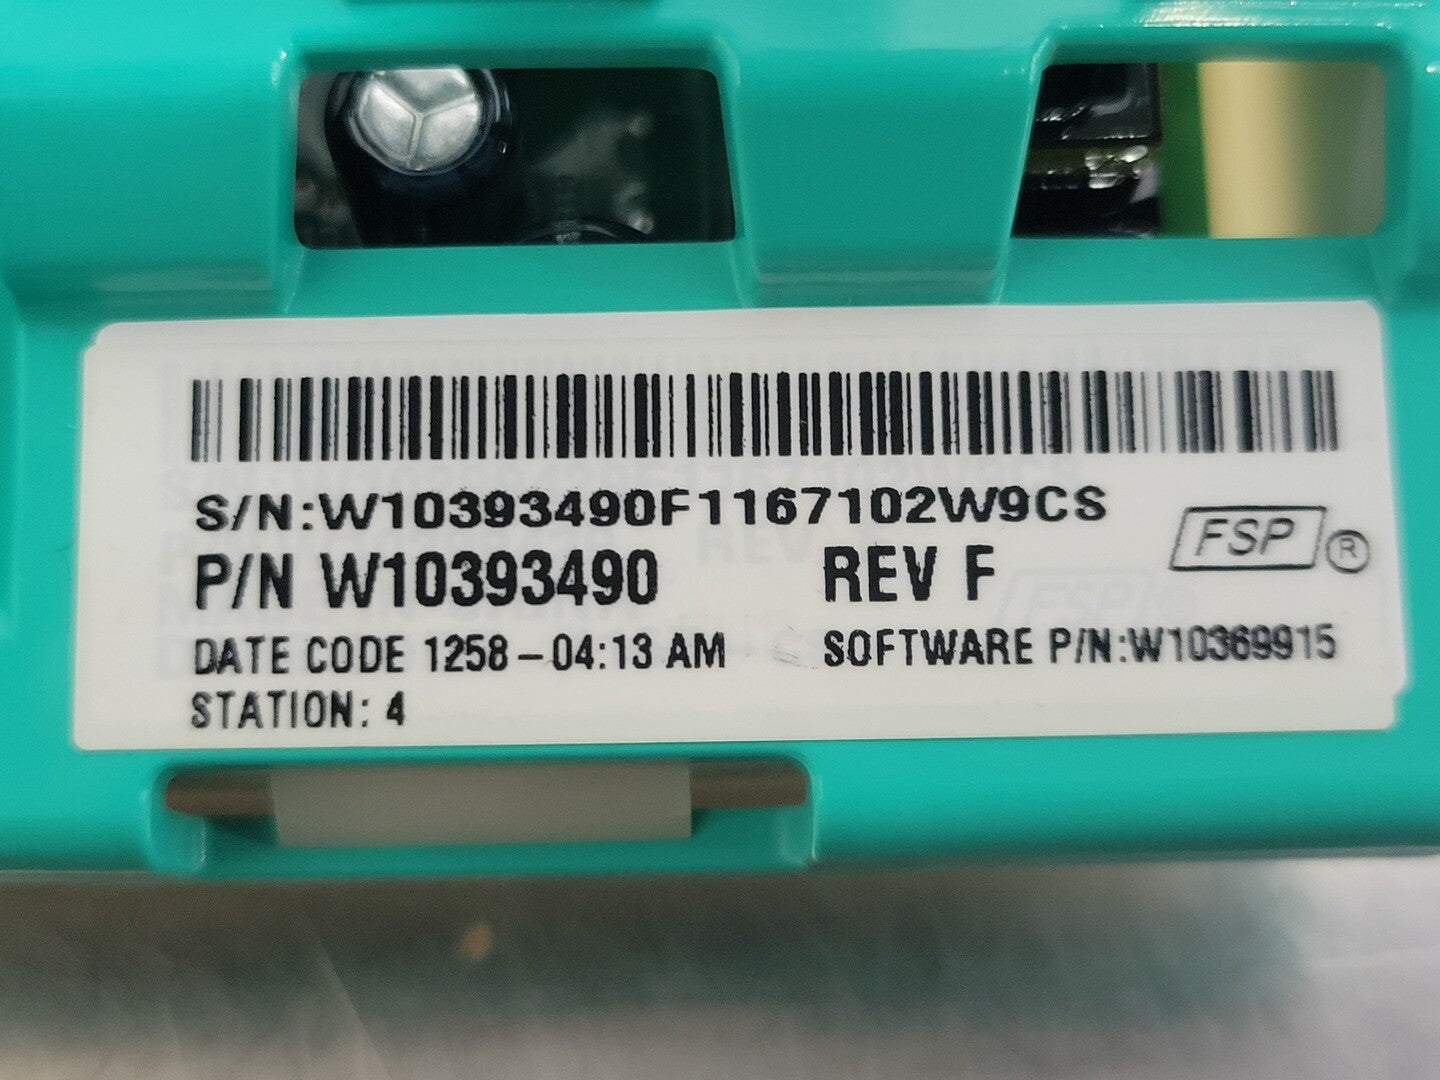 S/N:W10393490F1167102W9CS
P/N W10393490 REV F
FSP®
DATE CODE 1258-04:13 AM SOFTWARE P/N:W10369915
STATION: 4